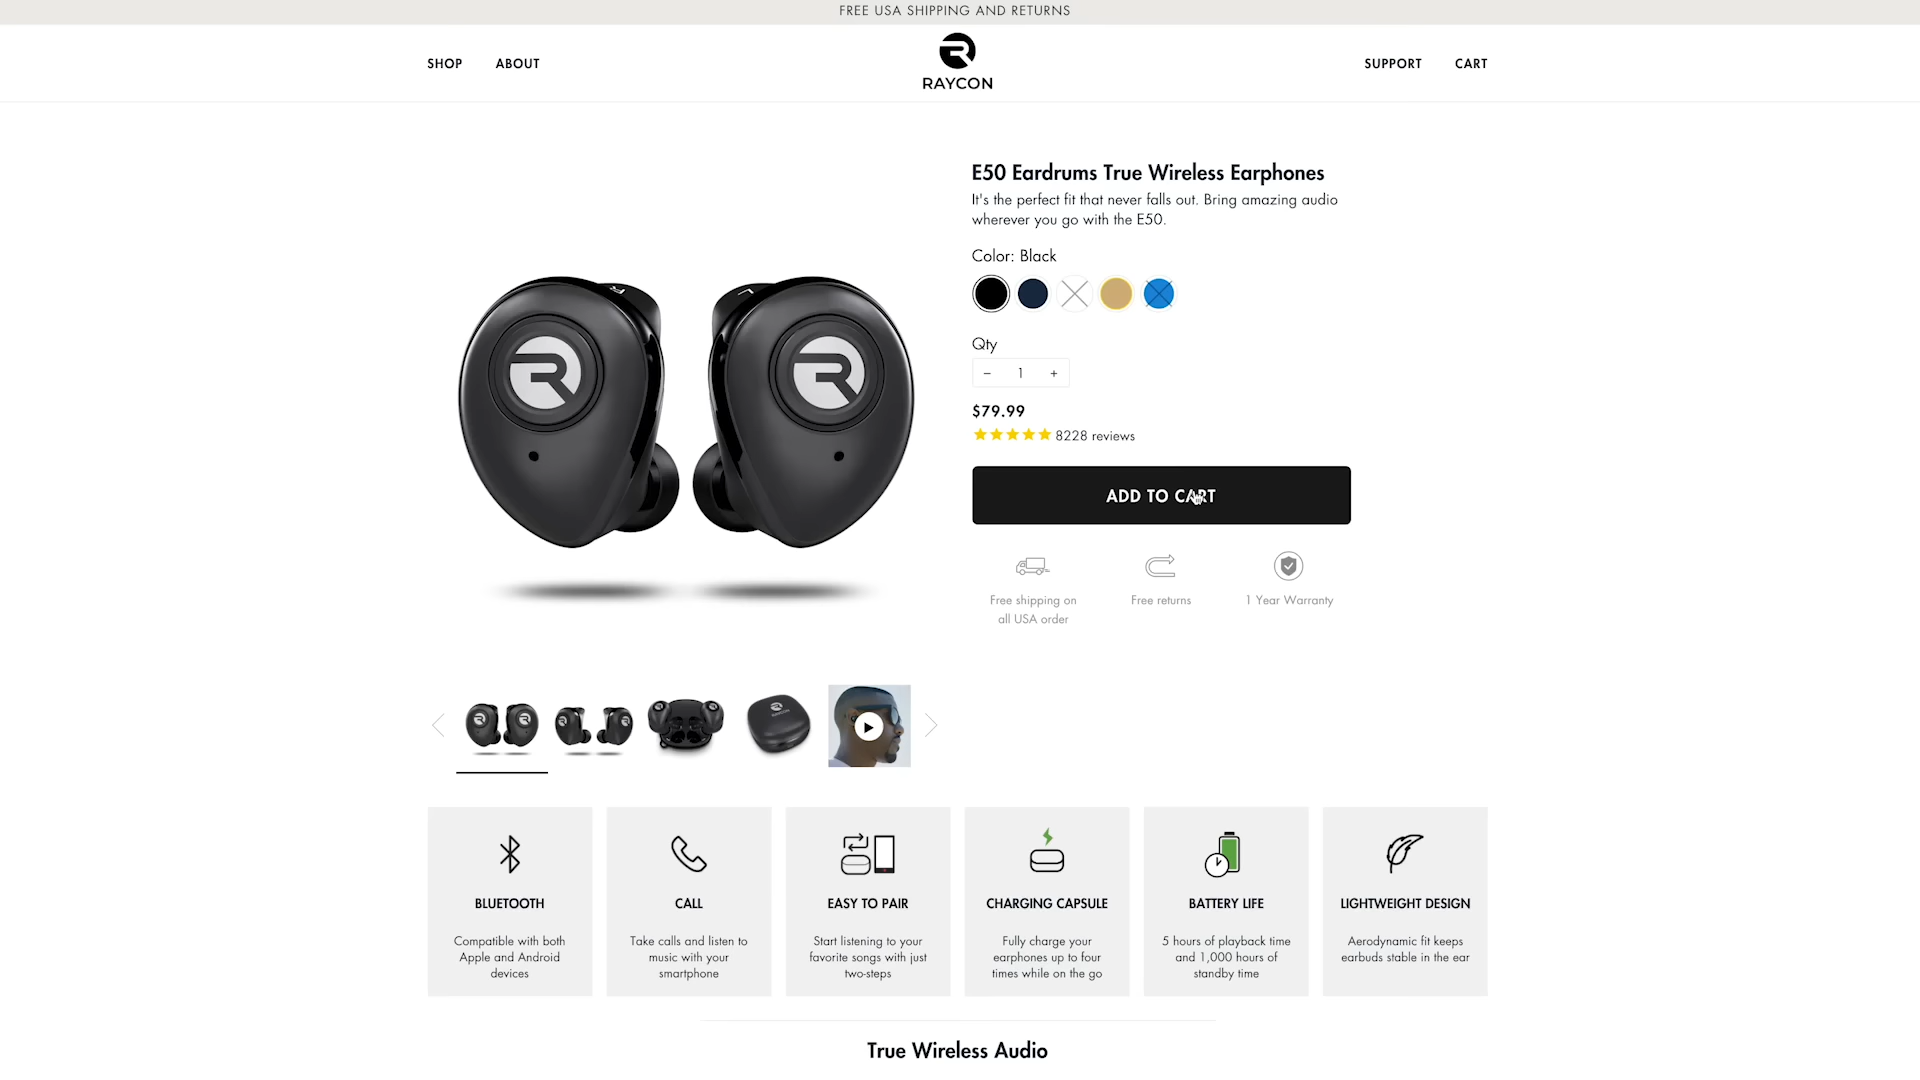 FREE USA SHIPPING AND RETURNS
SHOP
ABOUT
RAYCON
SUPPORT
CART
E50 Eardrums True Wireless Earphones
It's the perfect fit that never falls out. Bring amazing audio
wherever you go with the E50.
Color: Black
Qty
− 1 +
$79.99
8228 reviews
ADD TO CART
Free shipping on
all USA order
Free returns
1 Year Warranty
R
L
BLUETOOTH
Compatible with both
Apple and Android
devices
CALL
Take calls and listen to
music with your
smartphone
EASY TO PAIR
Start listening to your
favorite songs with just
two-steps
CHARGING CAPSULE
Fully charge your
earphones up to four
times while on the go
BATTERY LIFE
5 hours of playback time
and 1,000 hours of
standby time
LIGHTWEIGHT DESIGN
Aerodynamic fit keeps
earbuds stable in the ear
True Wireless Audio